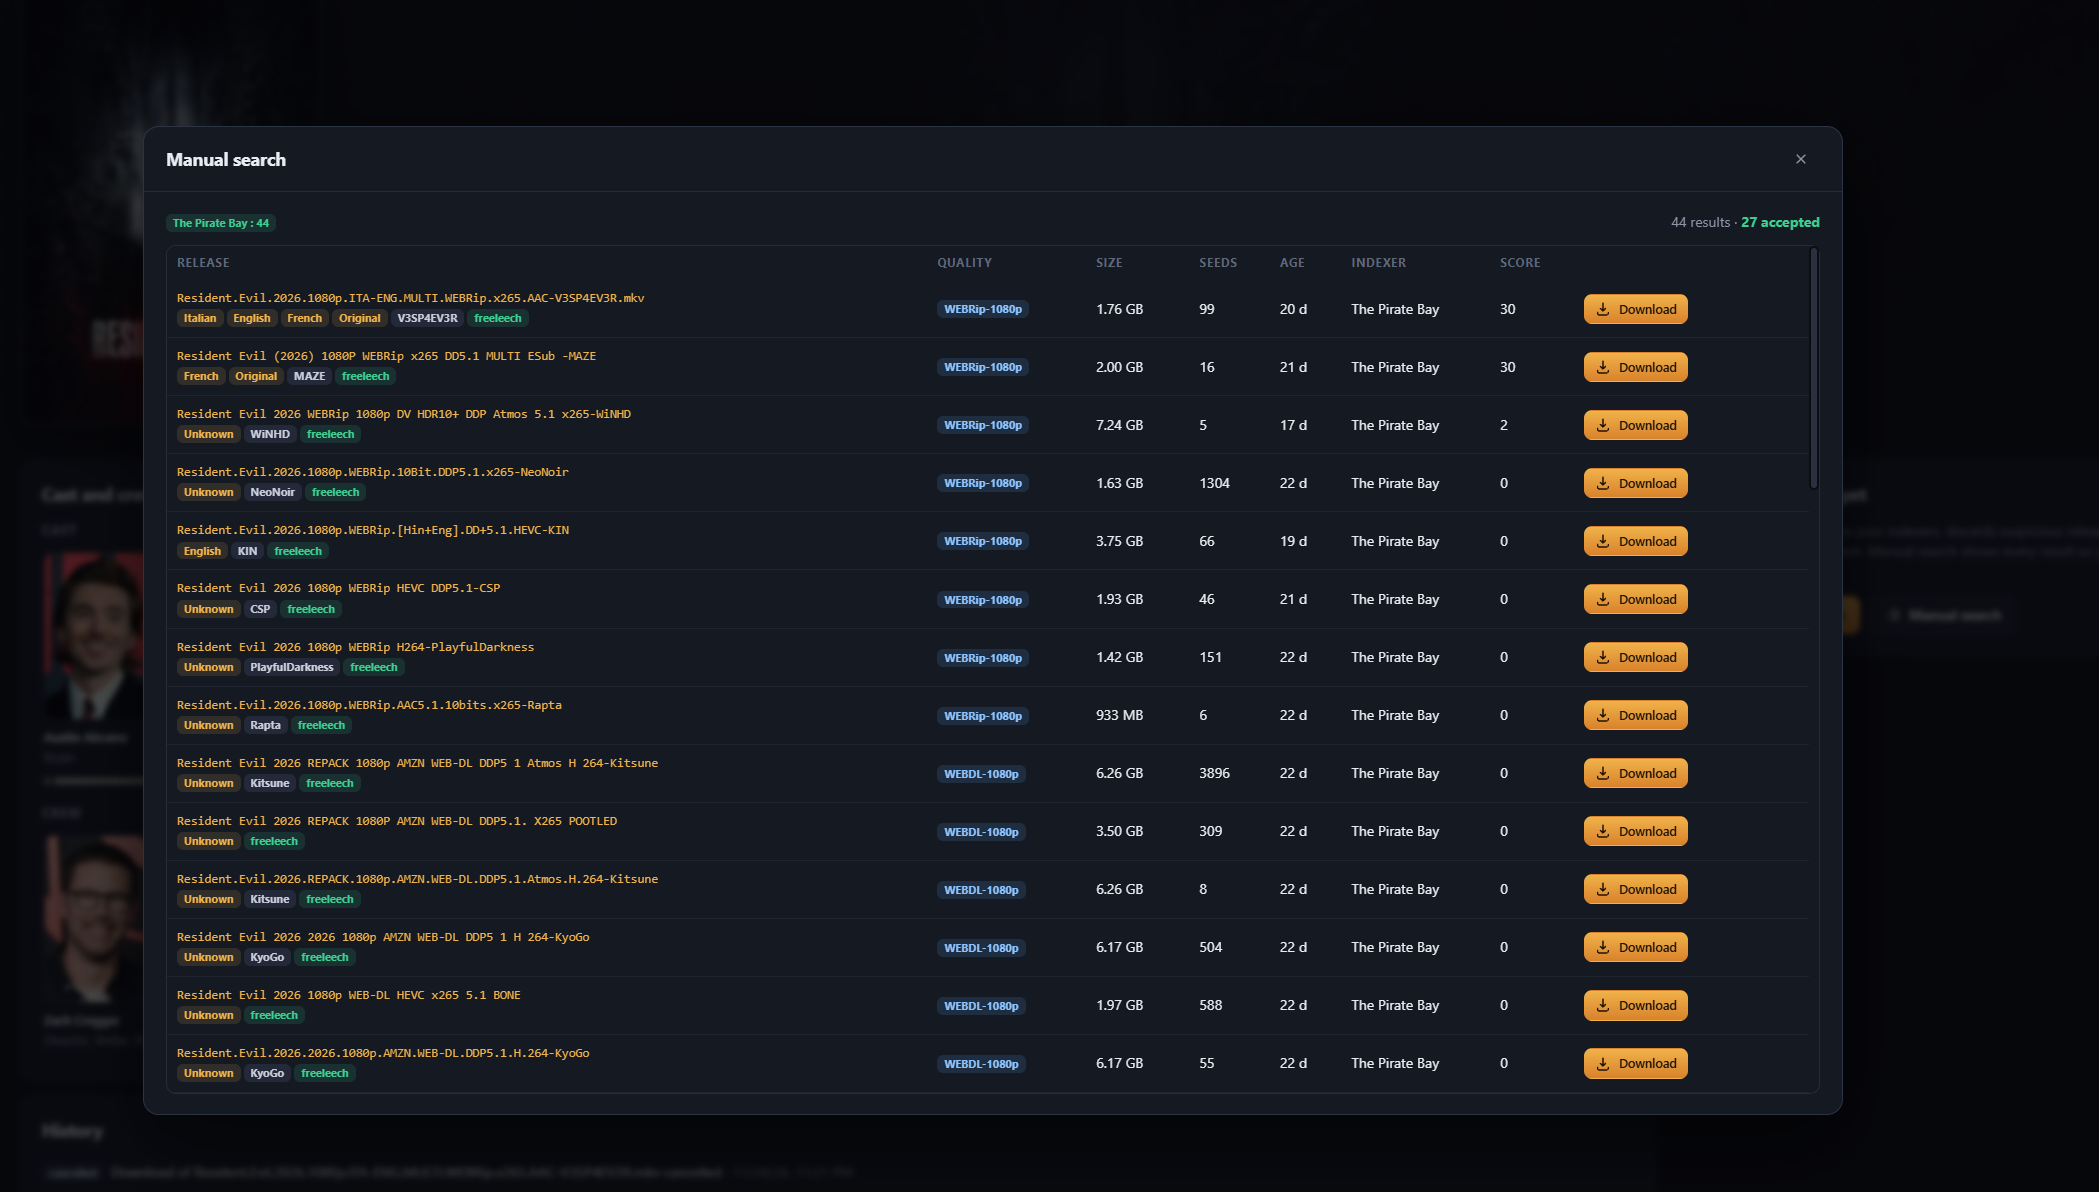 Manual search
The Pirate Bay : 44
44 results · 27 accepted
RELEASE QUALITY SIZE SEEDS AGE INDEXER SCORE
Resident.Evil.2026.1080p.ITA-ENG.MULTI.WEBRip.x265.AAC-V3SP4EV3R.mkv
Italian English French Original V3SP4EV3R freeleech
WEBRip-1080p 1.76 GB 99 20 d The Pirate Bay 30 Download
Resident Evil (2026) 1080P WEBRip x265 DD5.1 MULTI ESub -MAZE
French Original MAZE freeleech
WEBRip-1080p 2.00 GB 16 21 d The Pirate Bay 30 Download
Resident Evil 2026 WEBRip 1080p DV HDR10+ DDP Atmos 5.1 x265-WiNHD
Unknown WiNHD freeleech
WEBRip-1080p 7.24 GB 5 17 d The Pirate Bay 2 Download
Resident.Evil.2026.1080p.WEBRip.10Bit.DDP5.1.x265-NeoNoir
Unknown NeoNoir freeleech
WEBRip-1080p 1.63 GB 1304 22 d The Pirate Bay 0 Download
Resident.Evil.2026.1080p.WEBRip.[Hin+Eng].DD+5.1.HEVC-KIN
English KIN freeleech
WEBRip-1080p 3.75 GB 66 19 d The Pirate Bay 0 Download
Resident Evil 2026 1080p WEBRip HEVC DDP5.1-CSP
Unknown CSP freeleech
WEBRip-1080p 1.93 GB 46 21 d The Pirate Bay 0 Download
Resident Evil 2026 1080p WEBRip H264-PlayfulDarkness
Unknown PlayfulDarkness freeleech
WEBRip-1080p 1.42 GB 151 22 d The Pirate Bay 0 Download
Resident.Evil.2026.1080p.WEBRip.AAC5.1.10bits.x265-Rapta
Unknown Rapta freeleech
WEBRip-1080p 933 MB 6 22 d The Pirate Bay 0 Download
Resident Evil 2026 REPACK 1080p AMZN WEB-DL DDP5 1 Atmos H 264-Kitsune
Unknown Kitsune freeleech
WEBDL-1080p 6.26 GB 3896 22 d The Pirate Bay 0 Download
Resident Evil 2026 REPACK 1080P AMZN WEB-DL DDP5.1. X265 POOTLED
Unknown freeleech
WEBDL-1080p 3.50 GB 309 22 d The Pirate Bay 0 Download
Resident.Evil.2026.REPACK.1080p.AMZN.WEB-DL.DDP5.1.Atmos.H.264-Kitsune
Unknown Kitsune freeleech
WEBDL-1080p 6.26 GB 8 22 d The Pirate Bay 0 Download
Resident Evil 2026 2026 1080p AMZN WEB-DL DDP5 1 H 264-KyoGo
Unknown KyoGo freeleech
WEBDL-1080p 6.17 GB 504 22 d The Pirate Bay 0 Download
Resident Evil 2026 1080p WEB-DL HEVC x265 5.1 BONE
Unknown freeleech
WEBDL-1080p 1.97 GB 588 22 d The Pirate Bay 0 Download
Resident.Evil.2026.2026.1080p.AMZN.WEB-DL.DDP5.1.H.264-KyoGo
Unknown KyoGo freeleech
WEBDL-1080p 6.17 GB 55 22 d The Pirate Bay 0 Download
Cast and
CAST
Manual search
CREW
History